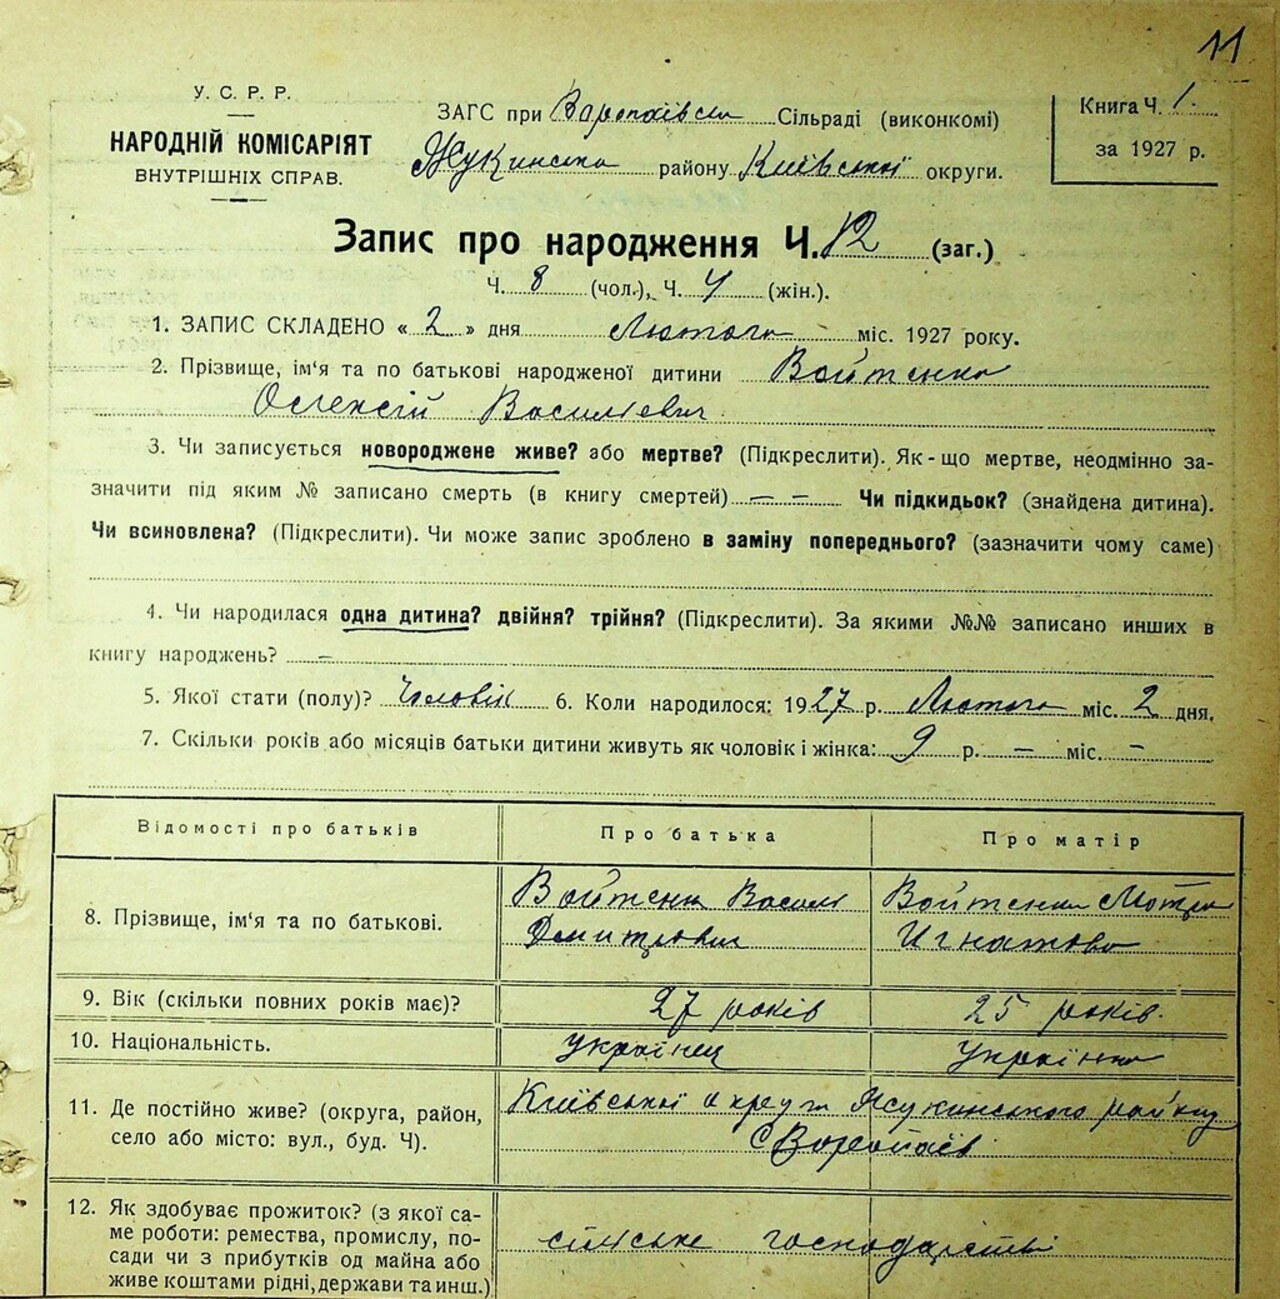 11
У. С. Р. Р.
НАРОДНІЙ КОМІСАРІЯТ
ВНУТРІШНІХ СПРАВ.
ЗАГС при Воропаївськ Сільраді (виконкомі)
Жукинська району Київської округи.
Книга Ч. 1.
за 1927 р.
Запис про народження Ч. 12 (заг.)
Ч. 8 (чол.), Ч. 4 (жін.).
1. ЗАПИС СКЛАДЕНО « 2 » дня Лютого міс. 1927 року.
2. Прізвище, ім'я та по батькові народженої дитини Войтенко
Олексій Василієвич
3. Чи записується новороджене живе? або мертве? (Підкреслити). Як-що мертве, неодмінно за-
значити під яким № записано смерть (в книгу смертей) — — Чи підкидьок? (знайдена дитина).
Чи всиновлена? (Підкреслити). Чи може запис зроблено в заміну попереднього? (зазначити чому саме)
4. Чи народилася одна дитина? двійня? трійня? (Підкреслити). За якими №№ записано инших в
книгу народжень? —
5. Якої стати (полу)? Чоловік 6. Коли народилося: 1927 р. Лютого міс. 2 дня.
7. Скільки років або місяців батьки дитини живуть як чоловік і жінка: 9 р. — міс. —
Відомості про батьків Про батька Про матір
8. Прізвище, ім'я та по батькові. Войтенко Василь Войтенко Мотря
Дмитрович Игнатова
9. Вік (скільки повних років має)? 27 років 25 років.
10. Національність. українец Українка
11. Де постійно живе? (округа, район, Київської округи Жукинського району
село або місто: вул., буд. Ч). с Воропаїв
12. Як здобуває прожиток? (з якої са-
ме роботи: ремества, промислу, по- сільське господарстві
сади чи з прибутків од майна або
живе коштами рідні, держави та инш.)